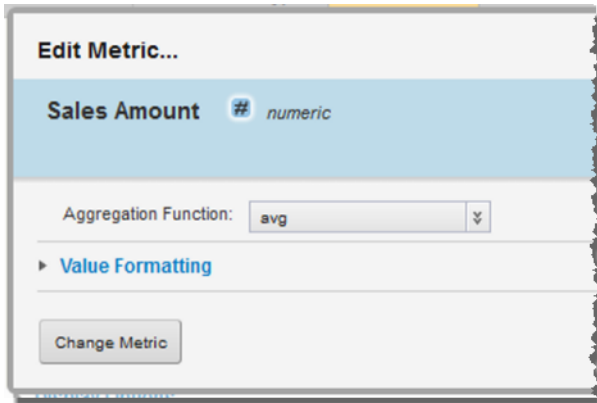 Edit Metric...
Sales Amount # numeric
Aggregation Function: avg
Value Formatting
Change Metric